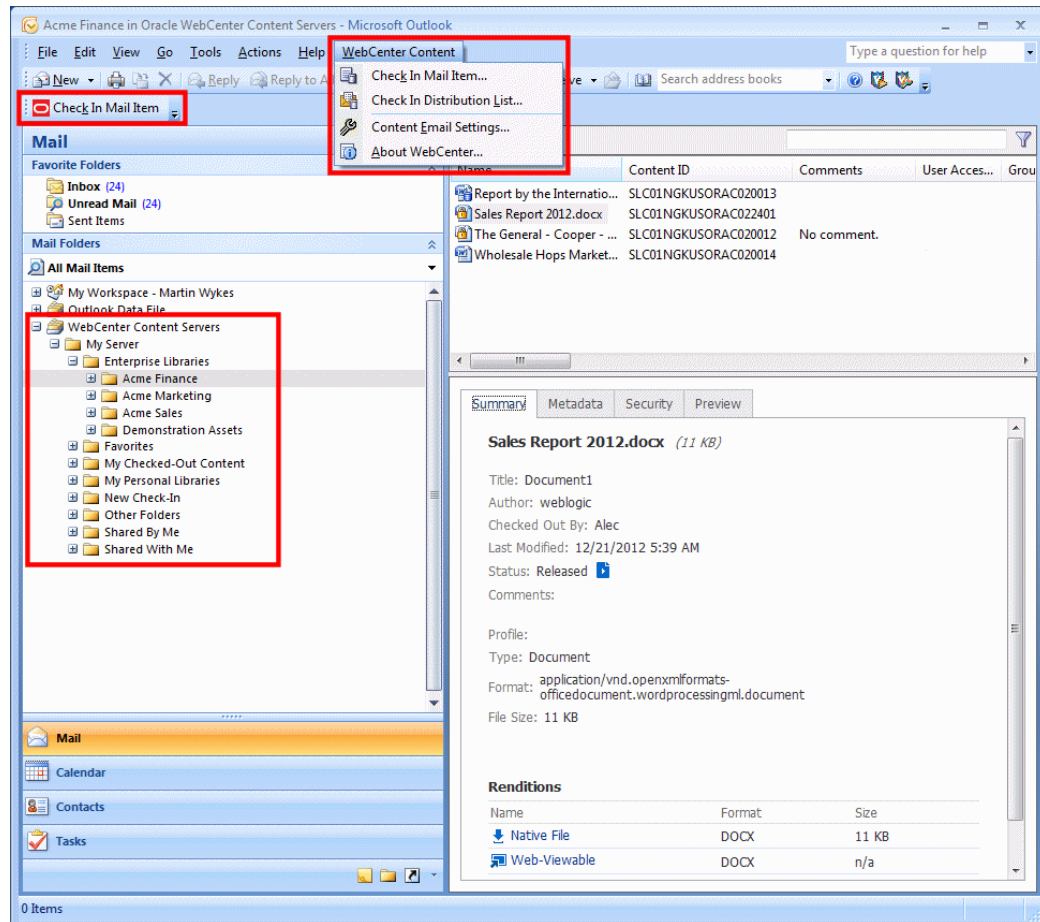 Acme Finance in Oracle WebCenter Content Servers - Microsoft Outlook
File Edit View Go Tools Actions Help WebCenter Content Type a question for help
New Reply Reply to A Search address books
Check In Mail Item
Check In Mail Item...
Check In Distribution List...
Content Email Settings...
About WebCenter...
Mail
Favorite Folders
Inbox (24)
Unread Mail (24)
Sent Items
Mail Folders
All Mail Items
My Workspace - Martin Wykes
Outlook Data File
WebCenter Content Servers
My Server
Enterprise Libraries
Acme Finance
Acme Marketing
Acme Sales
Demonstration Assets
Favorites
My Checked-Out Content
My Personal Libraries
New Check-In
Other Folders
Shared By Me
Shared With Me
Mail
Calendar
Contacts
Tasks
Name Content ID Comments User Acces... Grou
Report by the Internatio... SLC01NGKUSORAC020013
Sales Report 2012.docx SLC01NGKUSORAC022401
The General - Cooper - ... SLC01NGKUSORAC020012 No comment.
Wholesale Hops Market... SLC01NGKUSORAC020014
Summary Metadata Security Preview
Sales Report 2012.docx (11 KB)
Title: Document1
Author: weblogic
Checked Out By: Alec
Last Modified: 12/21/2012 5:39 AM
Status: Released
Comments:
Profile:
Type: Document
Format: application/vnd.openxmlformats-
officedocument.wordprocessingml.document
File Size: 11 KB
Renditions
Name Format Size
Native File DOCX 11 KB
Web-Viewable DOCX n/a
0 Items